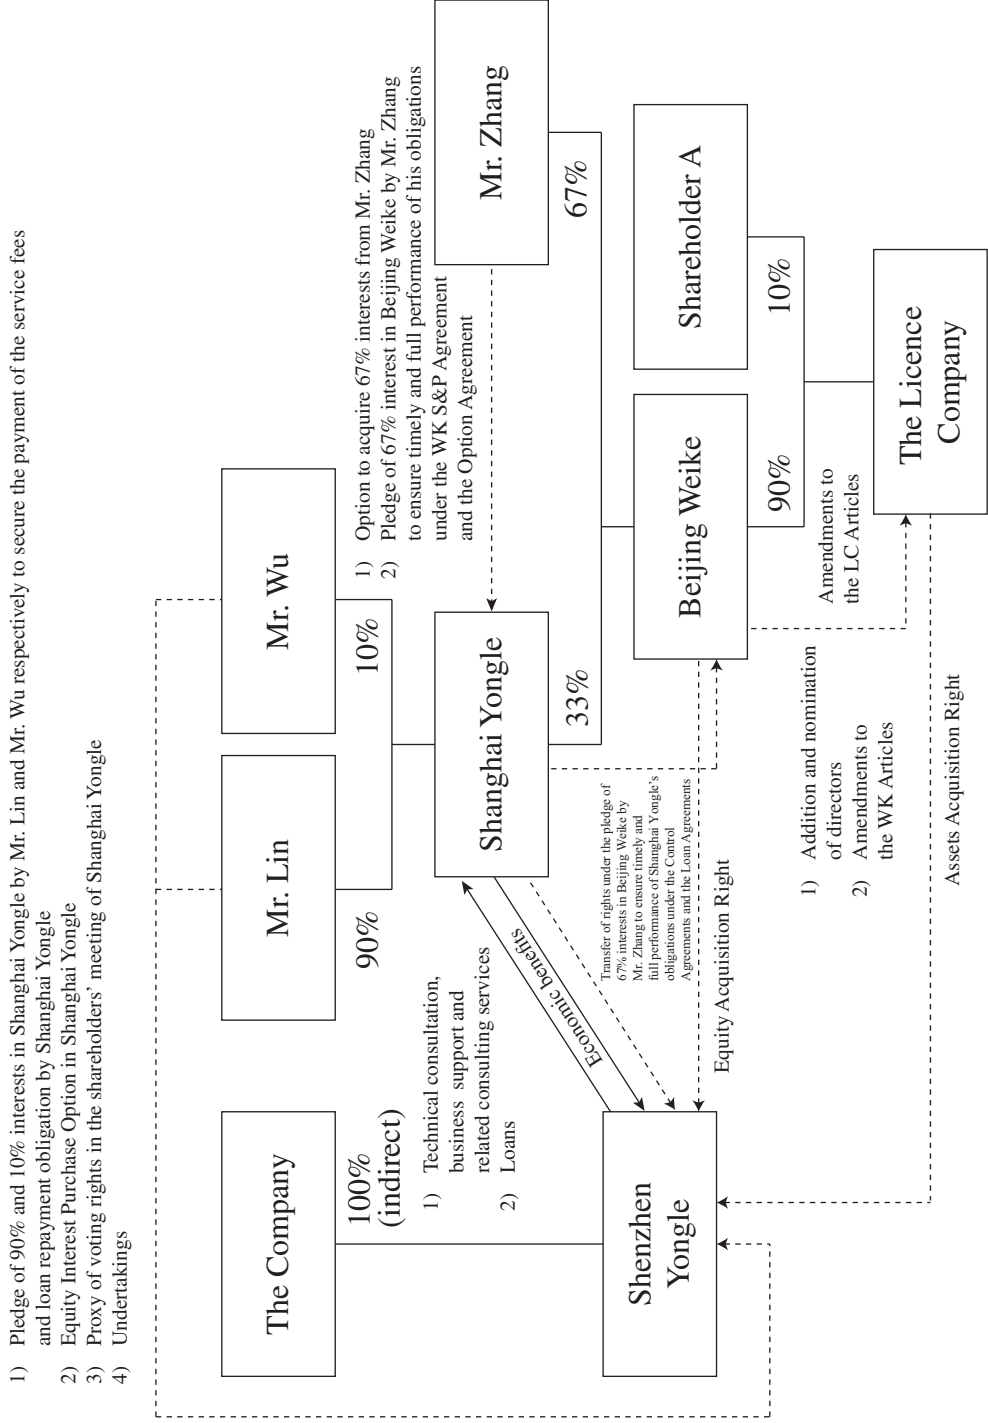 1) Pledge of 90% and 10% interests in Shanghai Yongle by Mr. Lin and Mr. Wu respectively to secure the payment of the service fees
and loan repayment obligation by Shanghai Yongle
2) Equity Interest Purchase Option in Shanghai Yongle
3) Proxy of voting rights in the shareholders' meeting of Shanghai Yongle
4) Undertakings
The Company
Mr. Lin
Mr. Wu
100%
(indirect)
90%
10%
1) Option to acquire 67% interests from Mr. Zhang
2) Pledge of 67% interest in Beijing Weike by Mr. Zhang
to ensure timely and full performance of his obligations
under the WK S&P Agreement
and the Option Agreement
1) Technical consultation,
business support and
related consulting services
2) Loans
Shanghai Yongle
Mr. Zhang
Economic benefits
33%
67%
Transfer of rights under the pledge of
67% interests in Beijing Weike by
Mr. Zhang to ensure timely and
full performance of Shanghai Yongle's
obligations under the Control
Agreements and the Loan Agreements
Shenzhen
Yongle
Equity Acquisition Right
Beijing Weike
Shareholder A
90%
10%
1) Addition and nomination
of directors
2) Amendments to
the WK Articles
Amendments to
the LC Articles
The Licence
Company
Assets Acquisition Right